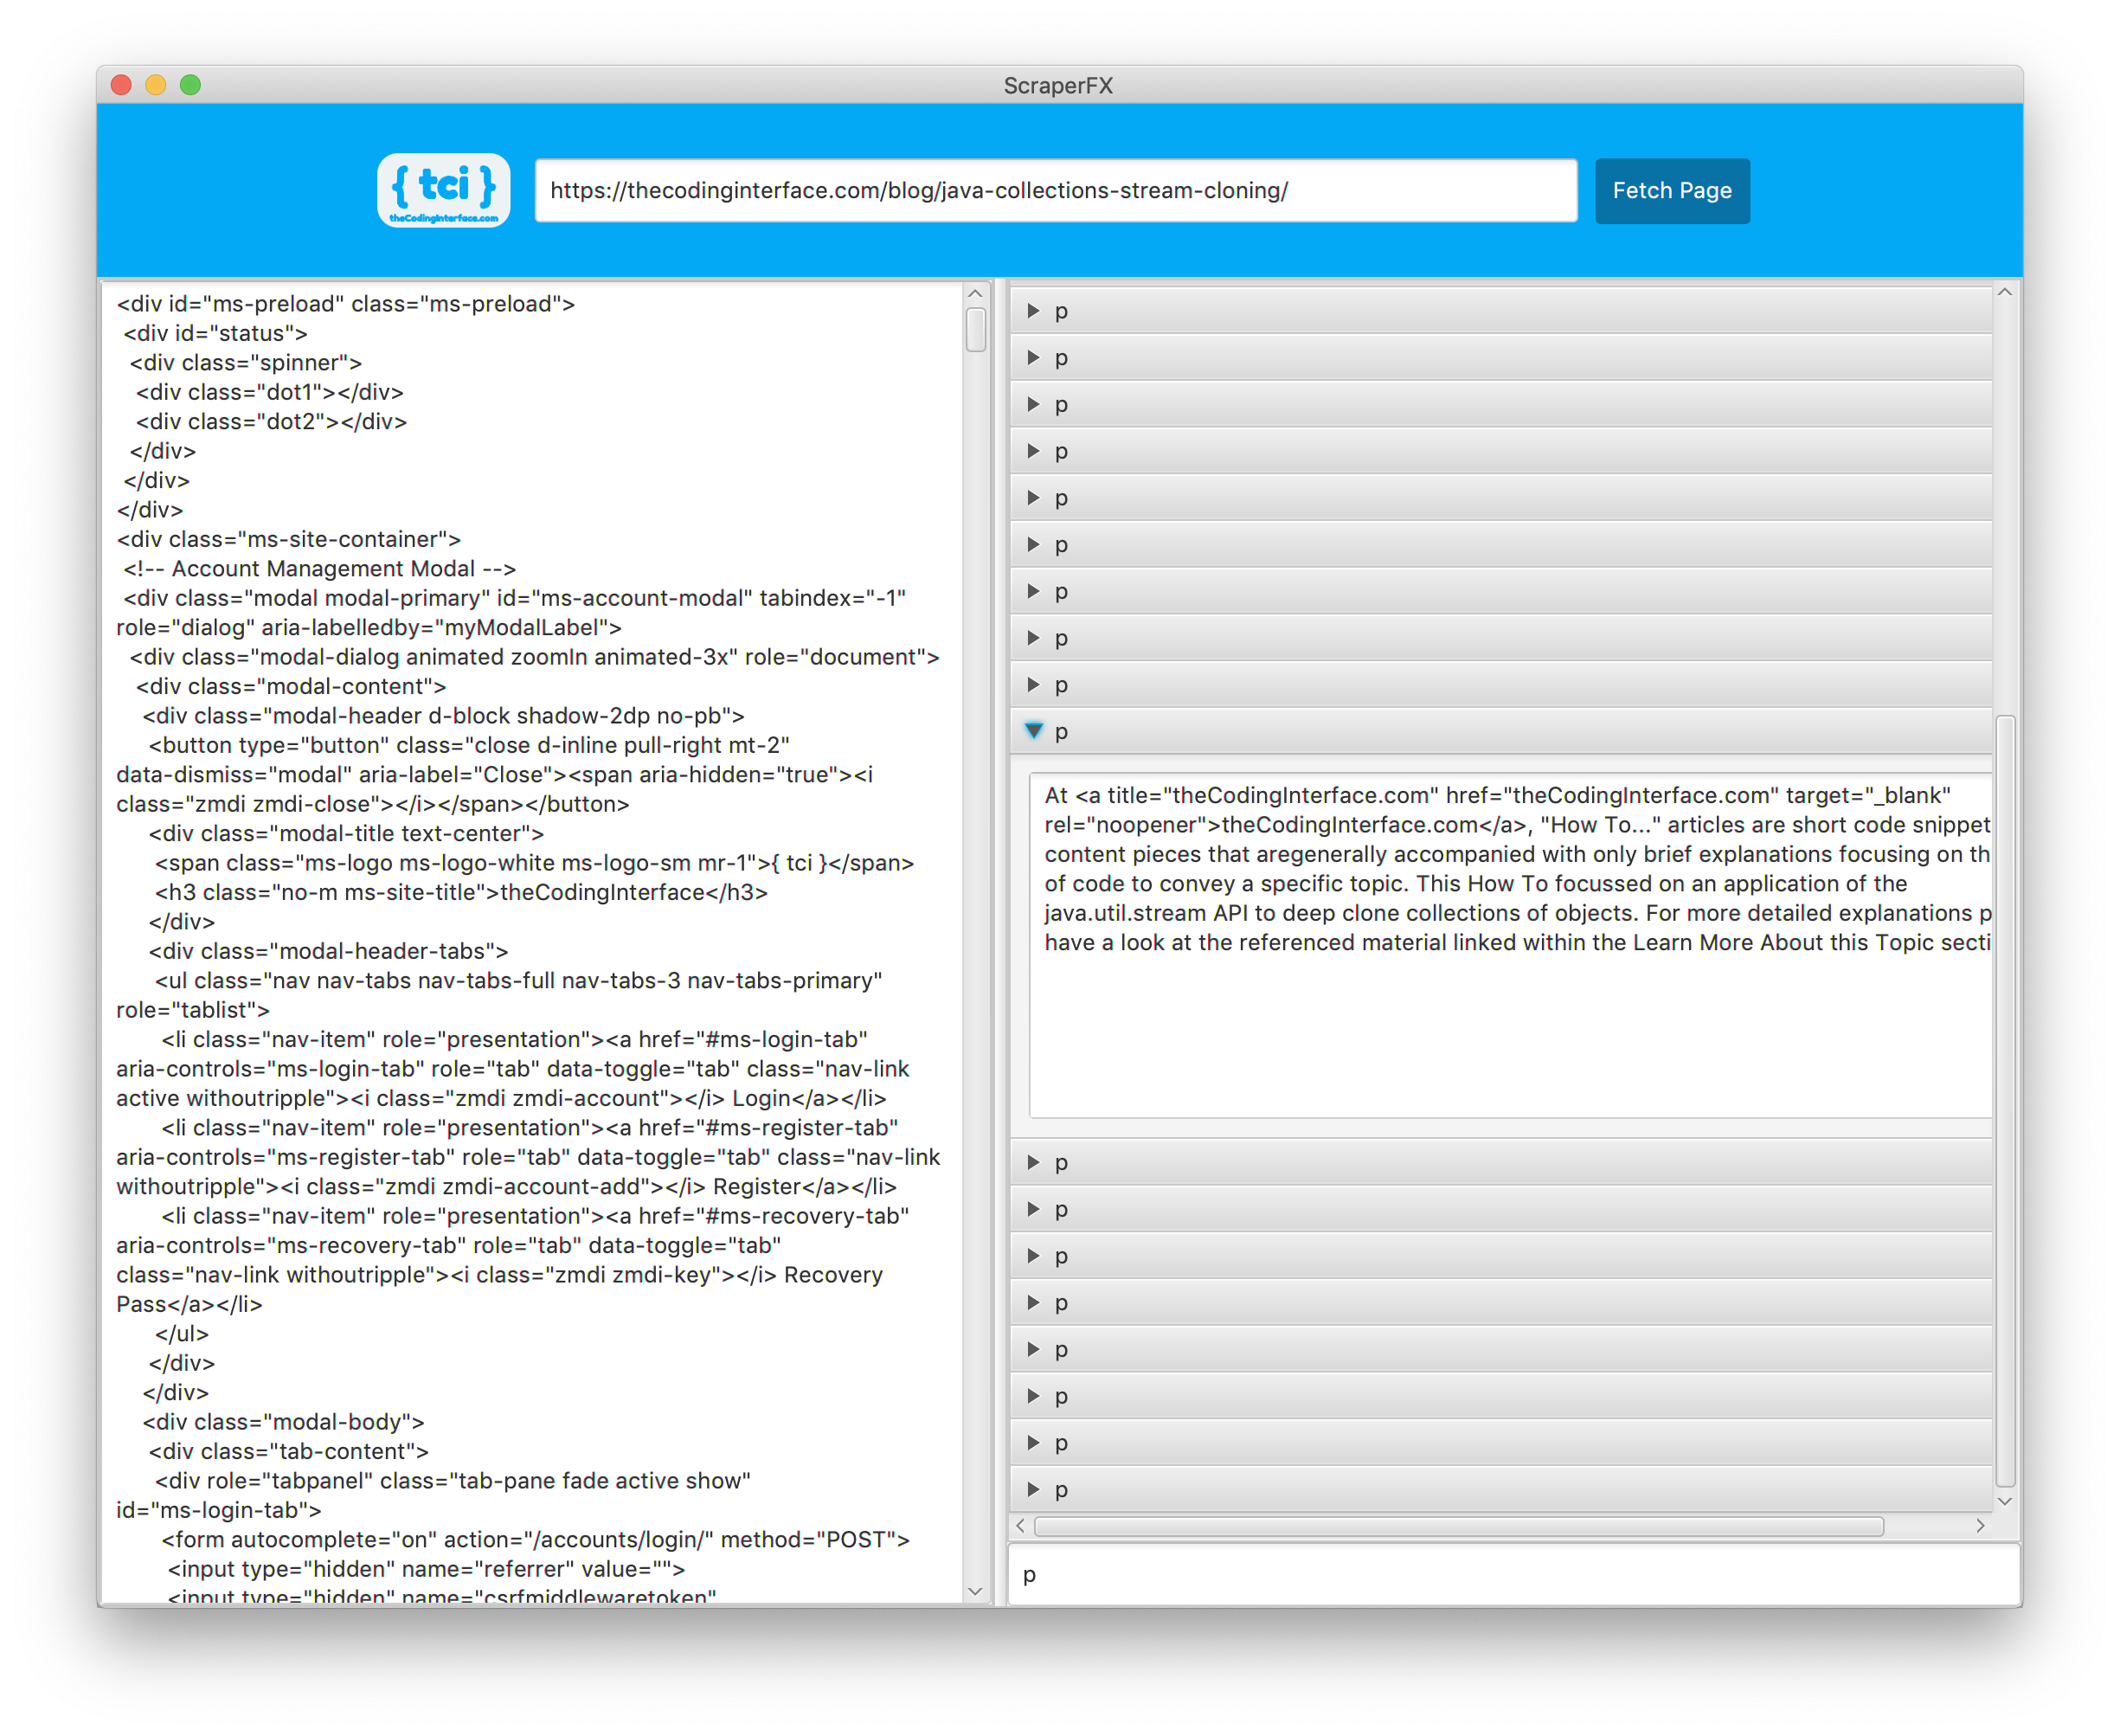 ScraperFX
{ tci }
theCodingInterface.com
https://thecodinginterface.com/blog/java-collections-stream-cloning/
Fetch Page
<div id="ms-preload" class="ms-preload">
<div id="status">
<div class="spinner">
<div class="dot1"></div>
<div class="dot2"></div>
</div>
</div>
</div>
<div class="ms-site-container">
<!-- Account Management Modal -->
<div class="modal modal-primary" id="ms-account-modal" tabindex="-1"
role="dialog" aria-labelledby="myModalLabel">
<div class="modal-dialog animated zoomIn animated-3x" role="document">
<div class="modal-content">
<div class="modal-header d-block shadow-2dp no-pb">
<button type="button" class="close d-inline pull-right mt-2"
data-dismiss="modal" aria-label="Close"><span aria-hidden="true"><i
class="zmdi zmdi-close"></i></span></button>
<div class="modal-title text-center">
<span class="ms-logo ms-logo-white ms-logo-sm mr-1">{ tci }</span>
<h3 class="no-m ms-site-title">theCodingInterface</h3>
</div>
<div class="modal-header-tabs">
<ul class="nav nav-tabs nav-tabs-full nav-tabs-3 nav-tabs-primary"
role="tablist">
<li class="nav-item" role="presentation"><a href="#ms-login-tab"
aria-controls="ms-login-tab" role="tab" data-toggle="tab" class="nav-link
active withoutripple"><i class="zmdi zmdi-account"></i> Login</a></li>
<li class="nav-item" role="presentation"><a href="#ms-register-tab"
aria-controls="ms-register-tab" role="tab" data-toggle="tab" class="nav-link
withoutripple"><i class="zmdi zmdi-account-add"></i> Register</a></li>
<li class="nav-item" role="presentation"><a href="#ms-recovery-tab"
aria-controls="ms-recovery-tab" role="tab" data-toggle="tab"
class="nav-link withoutripple"><i class="zmdi zmdi-key"></i> Recovery
Pass</a></li>
</ul>
</div>
</div>
<div class="modal-body">
<div class="tab-content">
<div role="tabpanel" class="tab-pane fade active show"
id="ms-login-tab">
<form autocomplete="on" action="/accounts/login/" method="POST">
<input type="hidden" name="referrer" value="">
<input type="hidden" name="csrfmiddlewaretoken"
p
p
p
p
p
p
p
p
p
p
At <a title="theCodingInterface.com" href="theCodingInterface.com" target="_blank"
rel="noopener">theCodingInterface.com</a>, "How To..." articles are short code snippet
content pieces that aregenerally accompanied with only brief explanations focusing on th
of code to convey a specific topic. This How To focussed on an application of the
java.util.stream API to deep clone collections of objects. For more detailed explanations p
have a look at the referenced material linked within the Learn More About this Topic secti
p
p
p
p
p
p
p
p
p